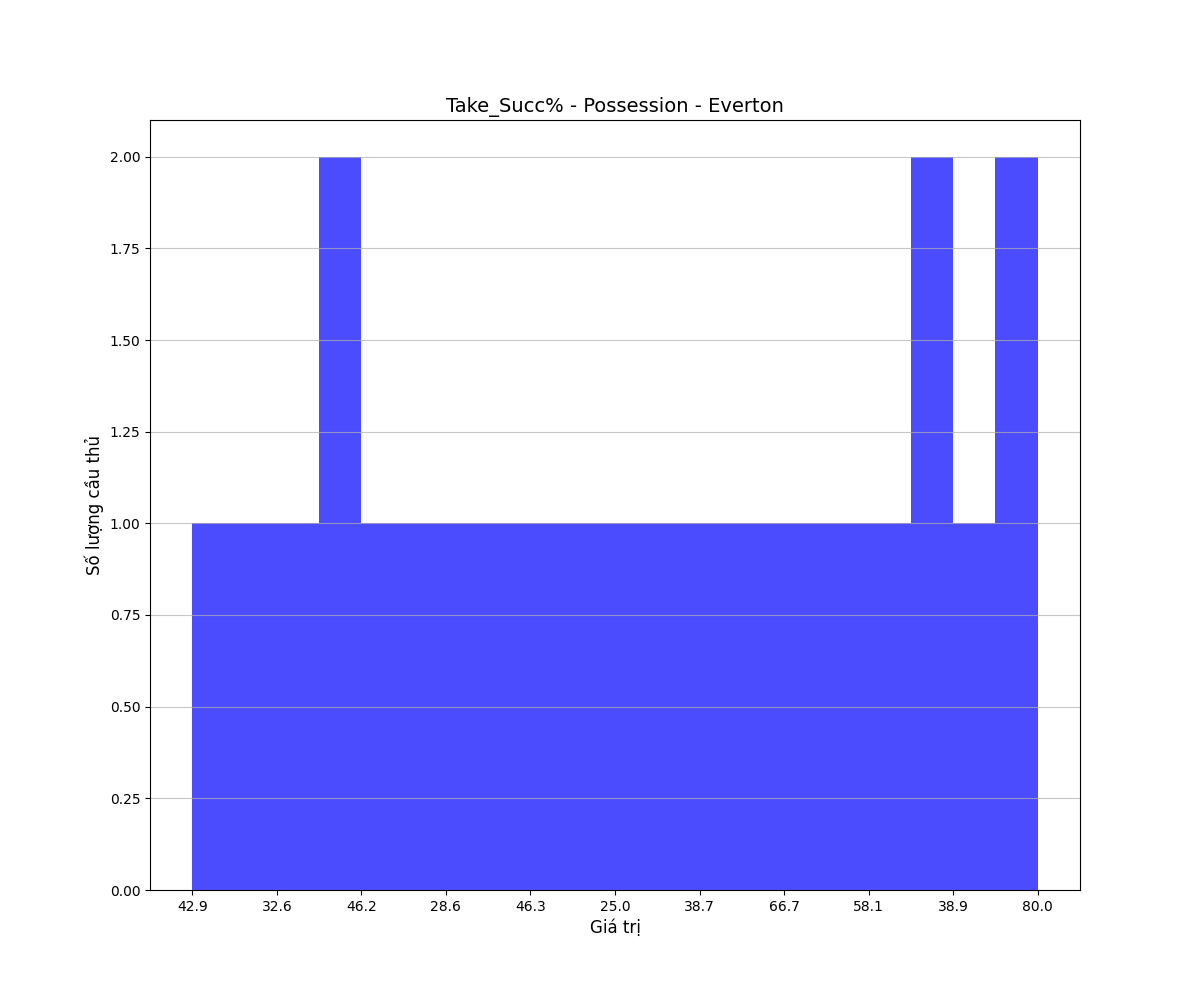 Take_Succ% - Possession - Everton
Số lượng cầu thủ
2.00
1.75
1.50
1.25
1.00
0.75
0.50
0.25
0.00
42.9 32.6 46.2 28.6 46.3 25.0 38.7 66.7 58.1 38.9 80.0
Giá trị